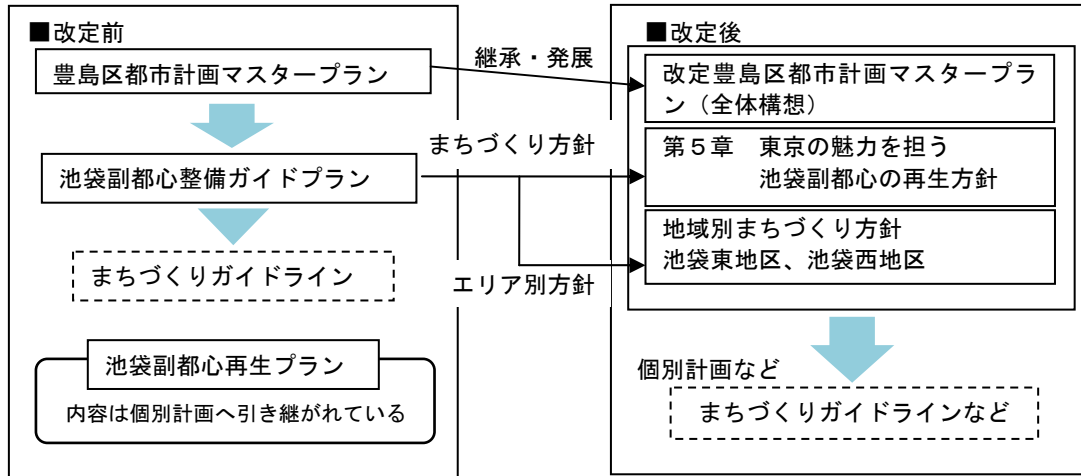 ■改定前
豊島区都市計画マスタープラン
池袋副都心整備ガイドプラン
まちづくりガイドライン
池袋副都心再生プラン
内容は個別計画へ引き継がれている
継承・発展
まちづくり方針
エリア別方針
■改定後
改定豊島区都市計画マスタープラ
ン（全体構想）
第５章　東京の魅力を担う
池袋副都心の再生方針
地域別まちづくり方針
池袋東地区、池袋西地区
個別計画など
まちづくりガイドラインなど